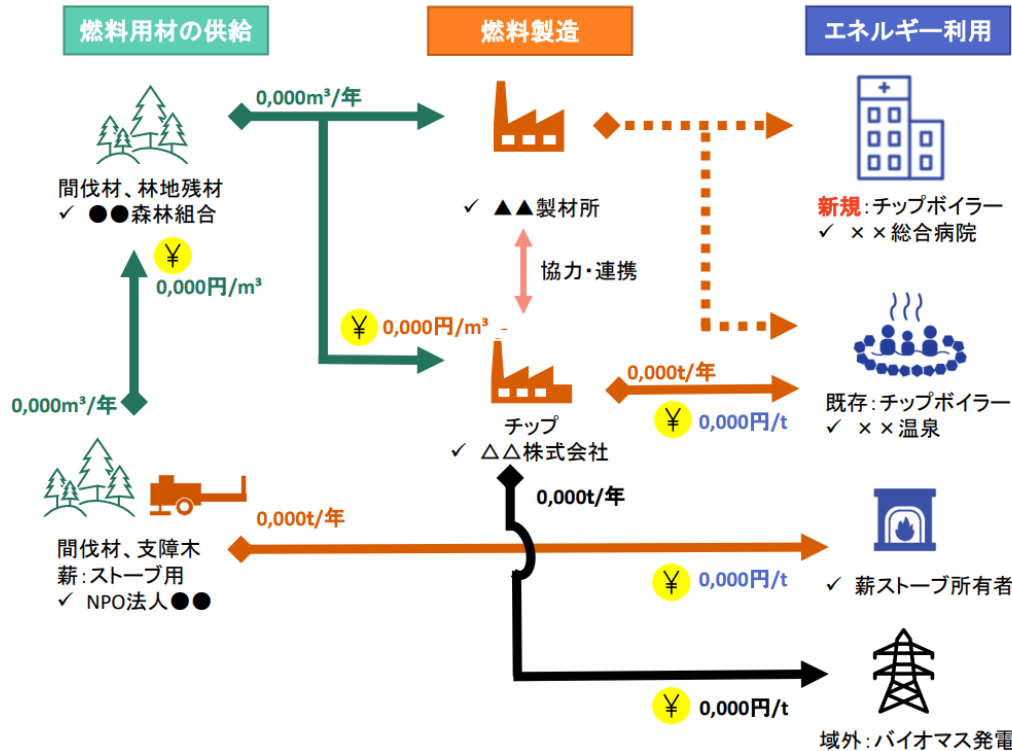 燃料用材の供給
燃料製造
エネルギー利用
0,000m³/年
間伐材、林地残材
✓ ●●森林組合
¥
0,000円/m³
✓ ▲▲製材所
協力・連携
新規：チップボイラー
✓ ××総合病院
¥ 0,000円/m³
0,000m³/年
チップ
✓ △△株式会社
0,000t/年
¥ 0,000円/t
既存：チップボイラー
✓ ××温泉
0,000t/年
間伐材、支障木
薪：ストーブ用
✓ NPO法人●●
0,000t/年
¥ 0,000円/t
✓ 薪ストーブ所有者
¥ 0,000円/t
域外：バイオマス発電